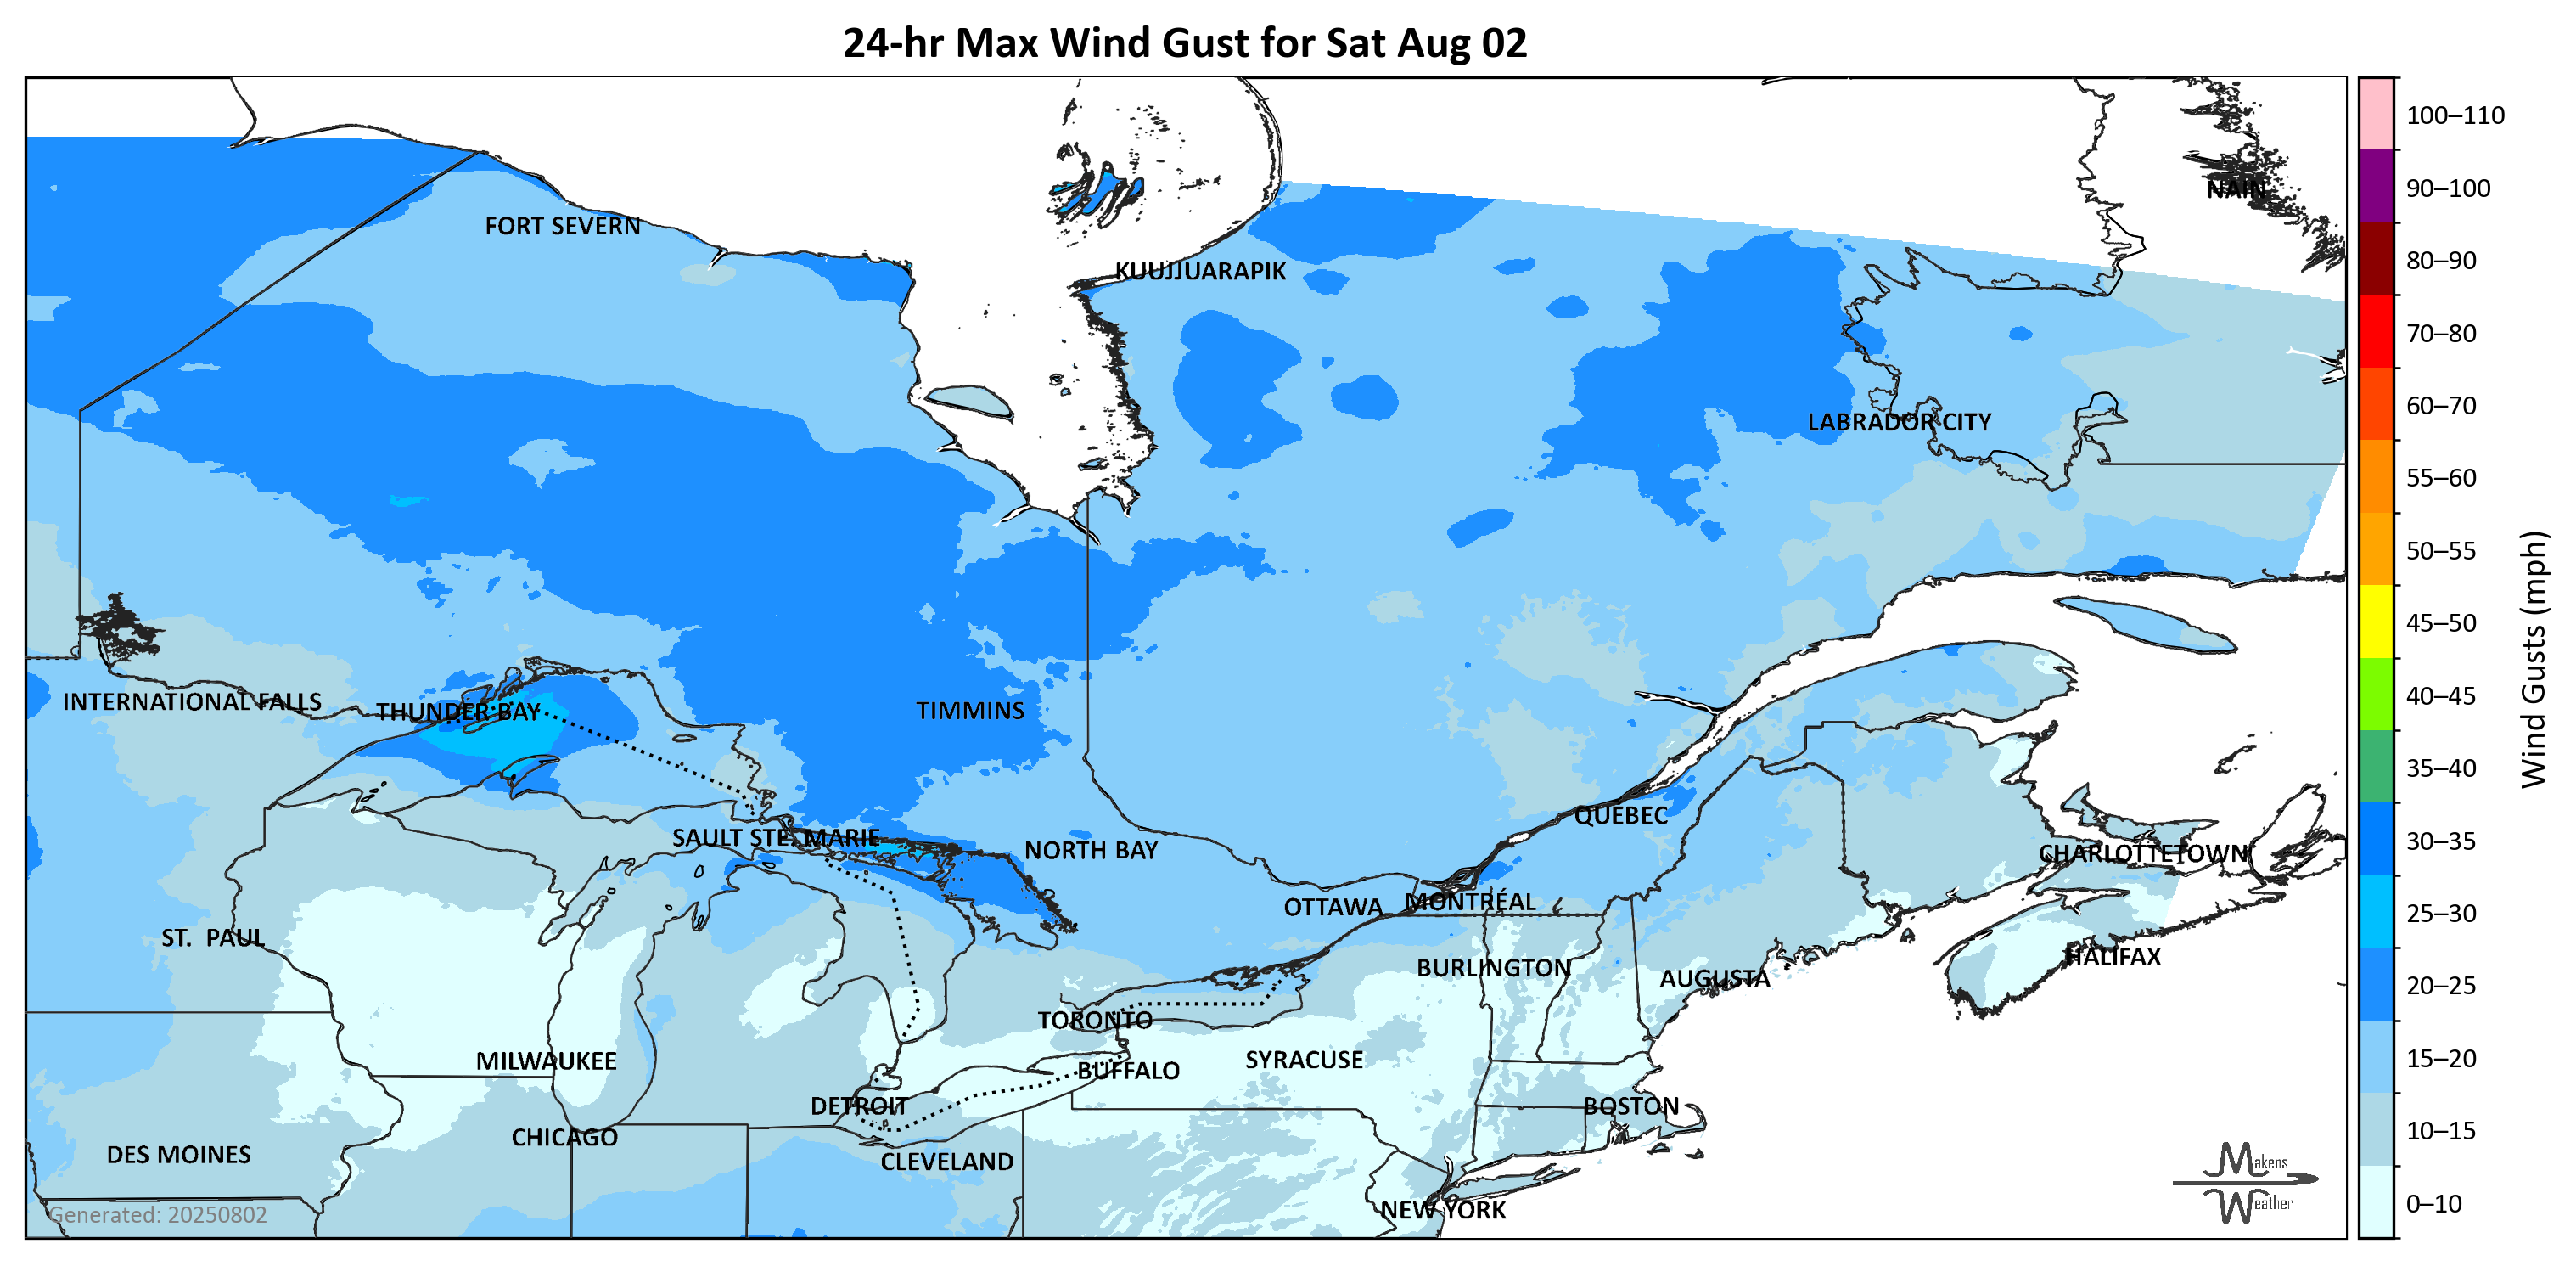 24-hr Max Wind Gust for Sat Aug 02
100–110
90–100
80–90
70–80
60–70
55–60
50–55
45–50
40–45
35–40
30–35
25–30
20–25
15–20
10–15
0–10
Wind Gusts (mph)
NAIN
FORT SEVERN
KUUJJUARAPIK
LABRADOR CITY
INTERNATIONAL FALLS
THUNDER BAY
TIMMINS
QUÉBEC
SAULT STE. MARIE
NORTH BAY
CHARLOTTETOWN
OTTAWA
MONTRÉAL
ST. PAUL
HALIFAX
BURLINGTON
AUGUSTA
TORONTO
MILWAUKEE
SYRACUSE
BUFFALO
DETROIT
BOSTON
CHICAGO
DES MOINES
CLEVELAND
NEW YORK
Generated: 20250802
Makens
Weather